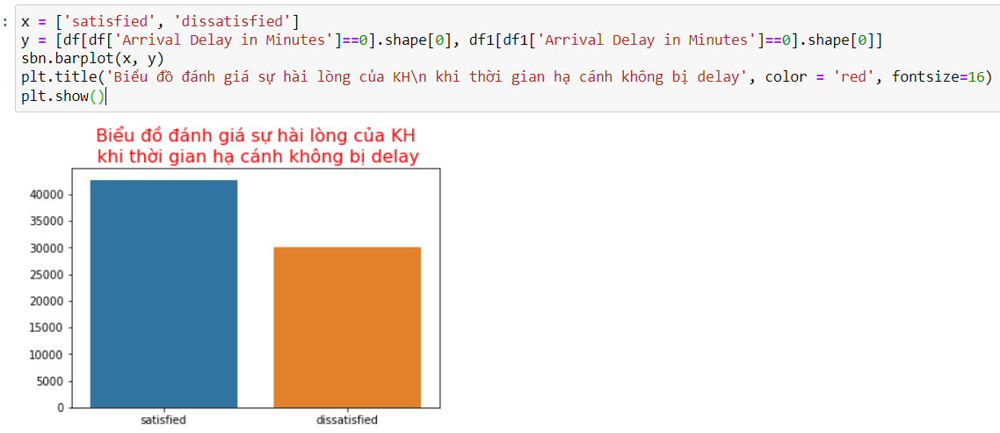 : x = ['satisfied', 'dissatisfied']
y = [df[df['Arrival Delay in Minutes']==0].shape[0], df1[df1['Arrival Delay in Minutes']==0].shape[0]]
sbn.barplot(x, y)
plt.title('Biểu đồ đánh giá sự hài lòng của KH\n khi thời gian hạ cánh không bị delay', color = 'red', fontsize=16)
plt.show()
Biểu đồ đánh giá sự hài lòng của KH
khi thời gian hạ cánh không bị delay
40000
35000
30000
25000
20000
15000
10000
5000
0
satisfied dissatisfied